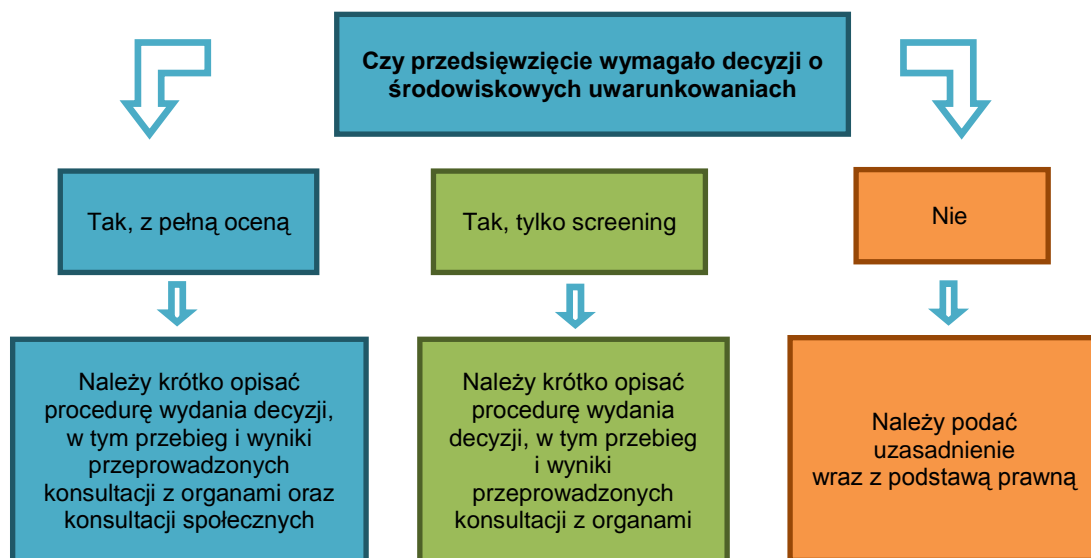 Czy przedsięwzięcie wymagało decyzji o
środowiskowych uwarunkowaniach
Tak, z pełną oceną
Tak, tylko screening
Nie
Należy krótko opisać
procedurę wydania decyzji,
w tym przebieg i wyniki
przeprowadzonych
konsultacji z organami oraz
konsultacji społecznych
Należy krótko opisać
procedurę wydania
decyzji, w tym przebieg
i wyniki
przeprowadzonych
konsultacji z organami
Należy podać
uzasadnienie
wraz z podstawą prawną